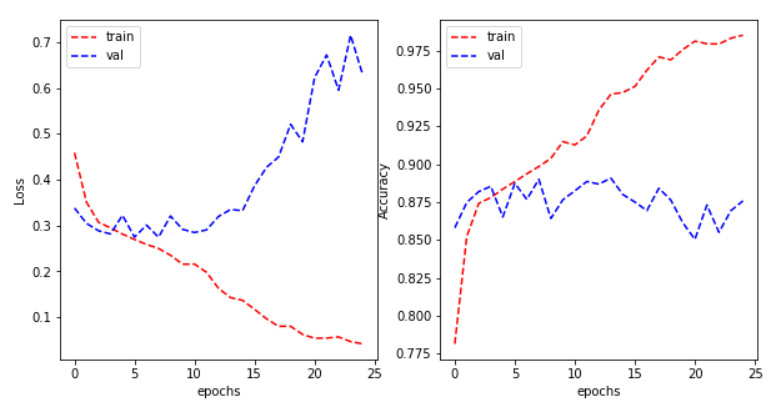 train
val
0.7
0.6
0.5
0.4
0.3
0.2
0.1
Loss
0 5 10 15 20 25
epochs
train
val
0.975
0.950
0.925
0.900
0.875
0.850
0.825
0.800
0.775
Accuracy
0 5 10 15 20 25
epochs